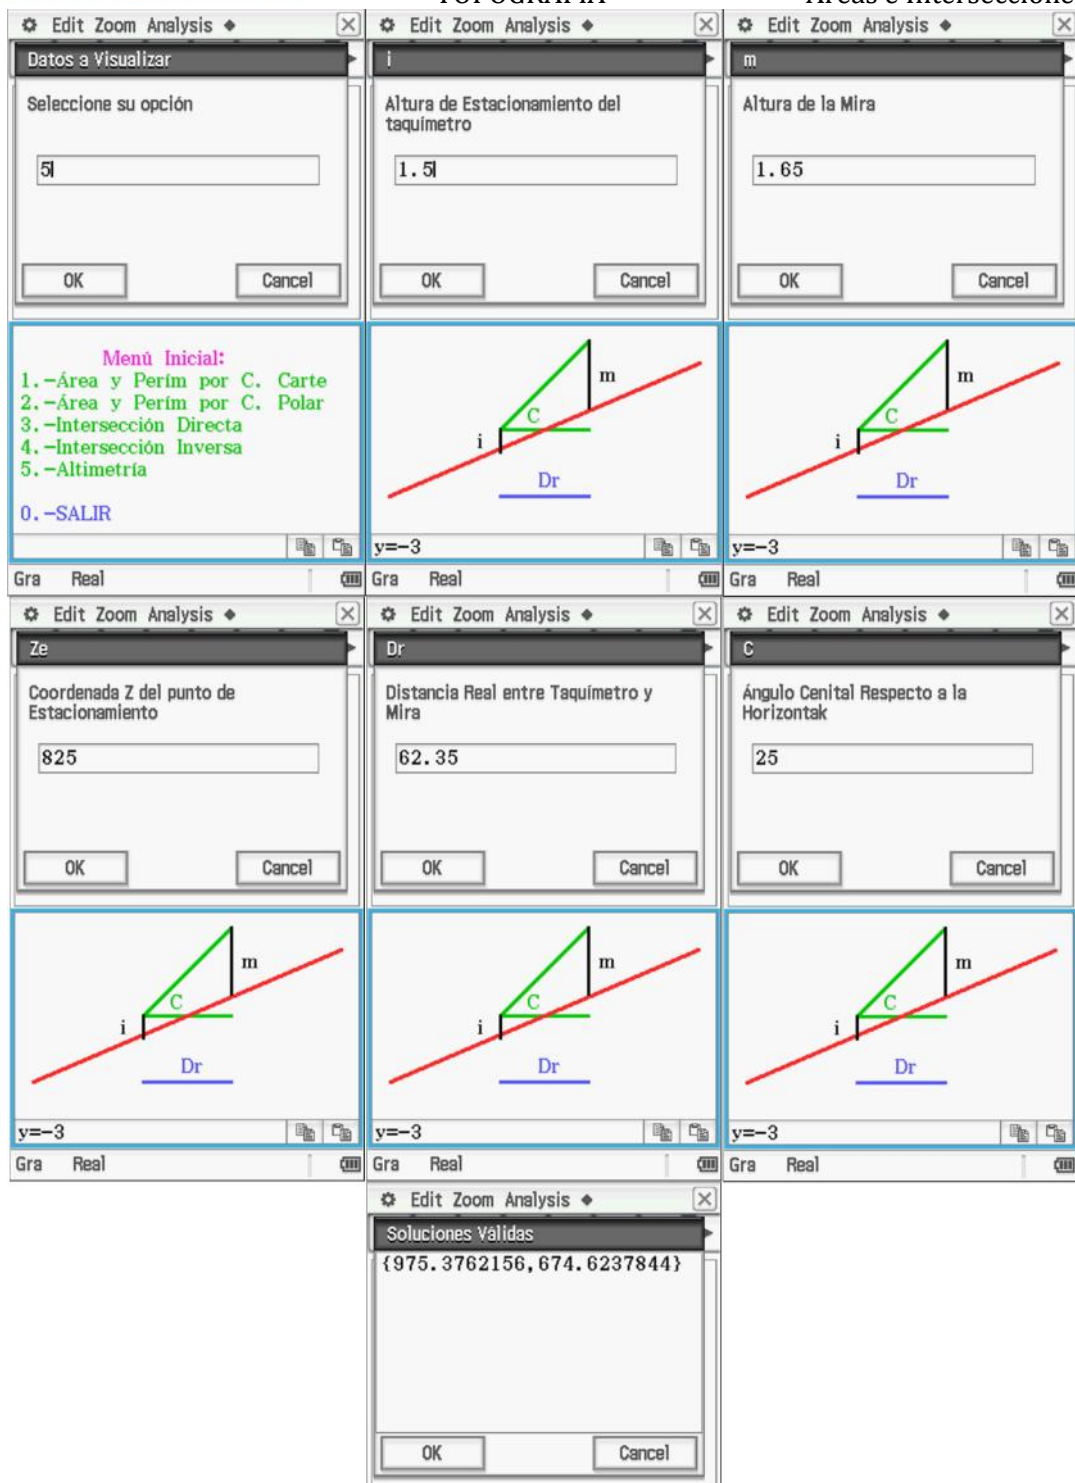 Edit Zoom Analysis
Datos a Visualizar
Seleccione su opción
5
OK Cancel
Menú Inicial:
1.-Área y Perím por C. Carte
2.-Área y Perím por C. Polar
3.-Intersección Directa
4.-Intersección Inversa
5.-Altimetría
0.-SALIR
Gra Real
Edit Zoom Analysis
i
Altura de Estacionamiento del
taquímetro
1.5
OK Cancel
m
C
i
Dr
y=-3
Gra Real
Edit Zoom Analysis
m
Altura de la Mira
1.65
OK Cancel
m
C
i
Dr
y=-3
Gra Real
Edit Zoom Analysis
Ze
Coordenada Z del punto de
Estacionamiento
825
OK Cancel
m
C
i
Dr
y=-3
Gra Real
Edit Zoom Analysis
Dr
Distancia Real entre Taquímetro y
Mira
62.35
OK Cancel
m
C
i
Dr
y=-3
Gra Real
Edit Zoom Analysis
C
Ángulo Cenital Respecto a la
Horizontak
25
OK Cancel
m
C
i
Dr
y=-3
Gra Real
Edit Zoom Analysis
Soluciones Válidas
{975.3762156,674.6237844}
OK Cancel